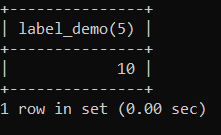 +---------------+
| label_demo(5) |
+---------------+
|            10 |
+---------------+
1 row in set (0.00 sec)